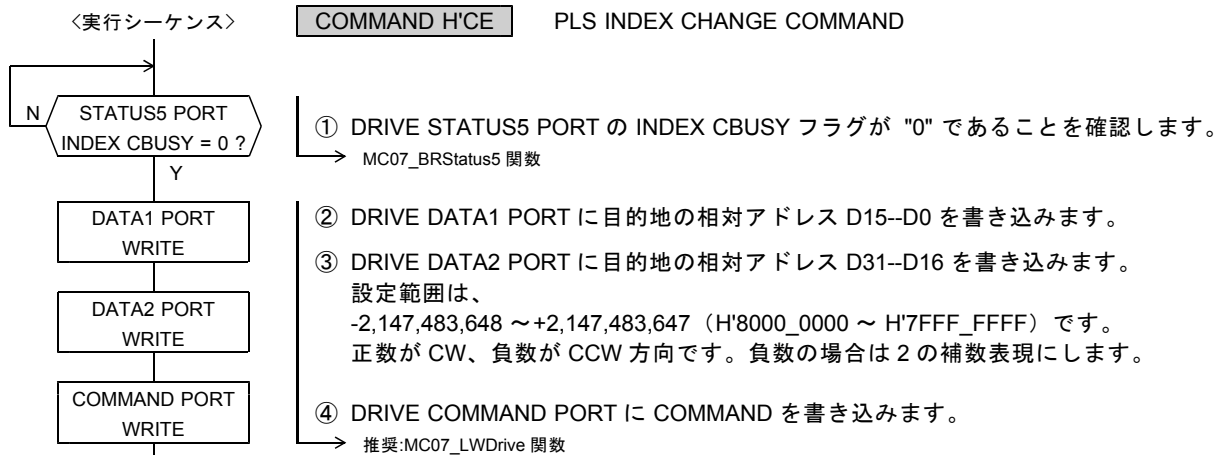 〈実行シーケンス〉
COMMAND H'CE PLS INDEX CHANGE COMMAND
N
STATUS5 PORT
INDEX CBUSY = 0 ?
Y
① DRIVE STATUS5 PORT の INDEX CBUSY フラグが "0" であることを確認します。
MC07_BRStatus5 関数
DATA1 PORT
WRITE
② DRIVE DATA1 PORT に目的地の相対アドレス D15--D0 を書き込みます。
DATA2 PORT
WRITE
③ DRIVE DATA2 PORT に目的地の相対アドレス D31--D16 を書き込みます。
設定範囲は、
-2,147,483,648 ～+2,147,483,647（H'8000_0000 ～ H'7FFF_FFFF）です。
正数が CW、負数が CCW 方向です。負数の場合は 2 の補数表現にします。
COMMAND PORT
WRITE
④ DRIVE COMMAND PORT に COMMAND を書き込みます。
推奨:MC07_LWDrive 関数